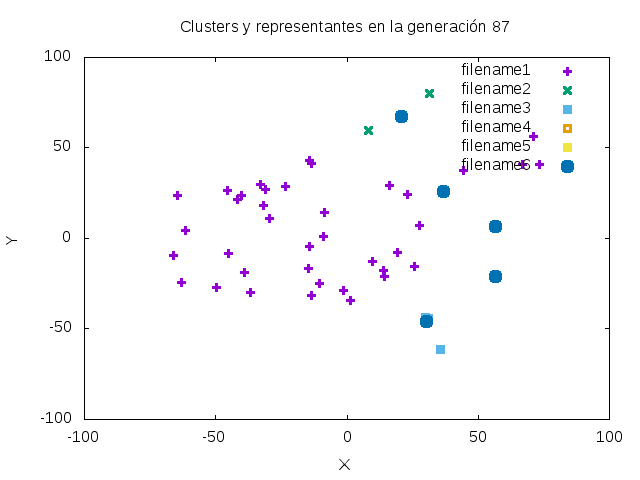 Clusters y representantes en la generación 87
100
50
0
-50
-100
-100
-50
0
50
100
Y
X
filename1
filename2
filename3
filename4
filename5
filename6